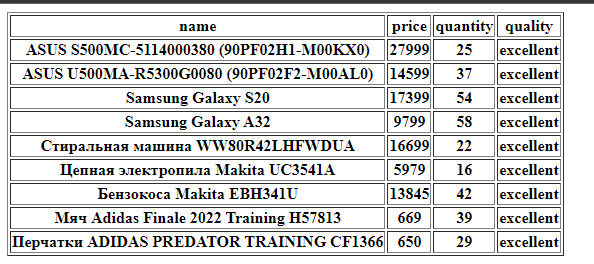 name price quantity quality
ASUS S500MC-5114000380 (90PF02H1-M00KX0) 27999 25 excellent
ASUS U500MA-R5300G0080 (90PF02F2-M00AL0) 14599 37 excellent
Samsung Galaxy S20 17399 54 excellent
Samsung Galaxy A32 9799 58 excellent
Стиральная машина WW80R42LHFWDUA 16699 22 excellent
Цепная электропила Makita UC3541A 5979 16 excellent
Бензокоса Makita EBH341U 13845 42 excellent
Мяч Adidas Finale 2022 Training H57813 669 39 excellent
Перчатки ADIDAS PREDATOR TRAINING CF1366 650 29 excellent